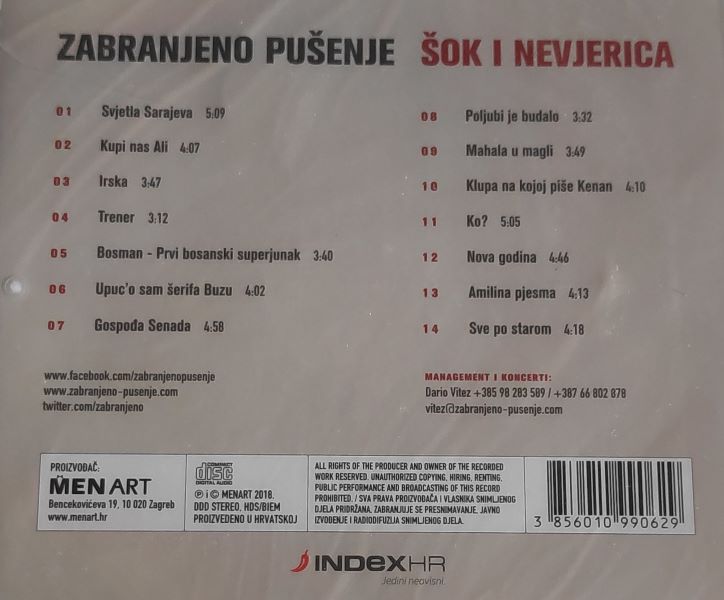 ZABRANJENO PUŠENJE ŠOK I NEVJERICA
01 Svjetla Sarajeva 5:09
02 Kupi nas Ali 4:07
03 Irska 3:47
04 Trener 3:12
05 Bosman - Prvi bosanski superjunak 3:40
06 Upuc'o sam šerifa Buzu 4:02
07 Gospođa Senada 4:58
08 Poljubi je budalo 3:32
09 Mahala u magli 3:49
10 Klupa na kojoj piše Kenan 4:10
11 Ko? 5:05
12 Nova godina 4:46
13 Amilina pjesma 4:13
14 Sve po starom 4:18
www.facebook.com/zabranjenopusenje
www.zabranjeno-pusenje.com
twitter.com/zabranjeno
MANAGEMENT I KONCERTI:
Dario Vitez +385 98 283 589 / +387 66 802 878
vitez@zabranjeno-pusenje.com
PROIZVOĐAČ:
MENART
Bencekovićeva 19, 10 020 Zagreb
www.menart.hr
COMPACT
disc
DIGITAL AUDIO
Ⓟ i © MENART 2018.
DDD STEREO, HDS/BIEM
PROIZVEDENO U HRVATSKOJ
ALL RIGHTS OF THE PRODUCER AND OWNER OF THE RECORDED
WORK RESERVED. UNAUTHORIZED COPYING, HIRING, RENTING,
PUBLIC PERFORMANCE AND BROADCASTING OF THIS RECORD
PROHIBITED. / SVA PRAVA PROIZVOĐAČA I VLASNIKA SNIMLJENOG
DJELA PRIDRŽANA. ZABRANJUJE SE PRESNIMAVANJE, JAVNO
IZVOĐENJE I RADIODIFUZIJA SNIMLJENOG DJELA.
3 856010 990629
INDEXHR
Jedini neovisni.